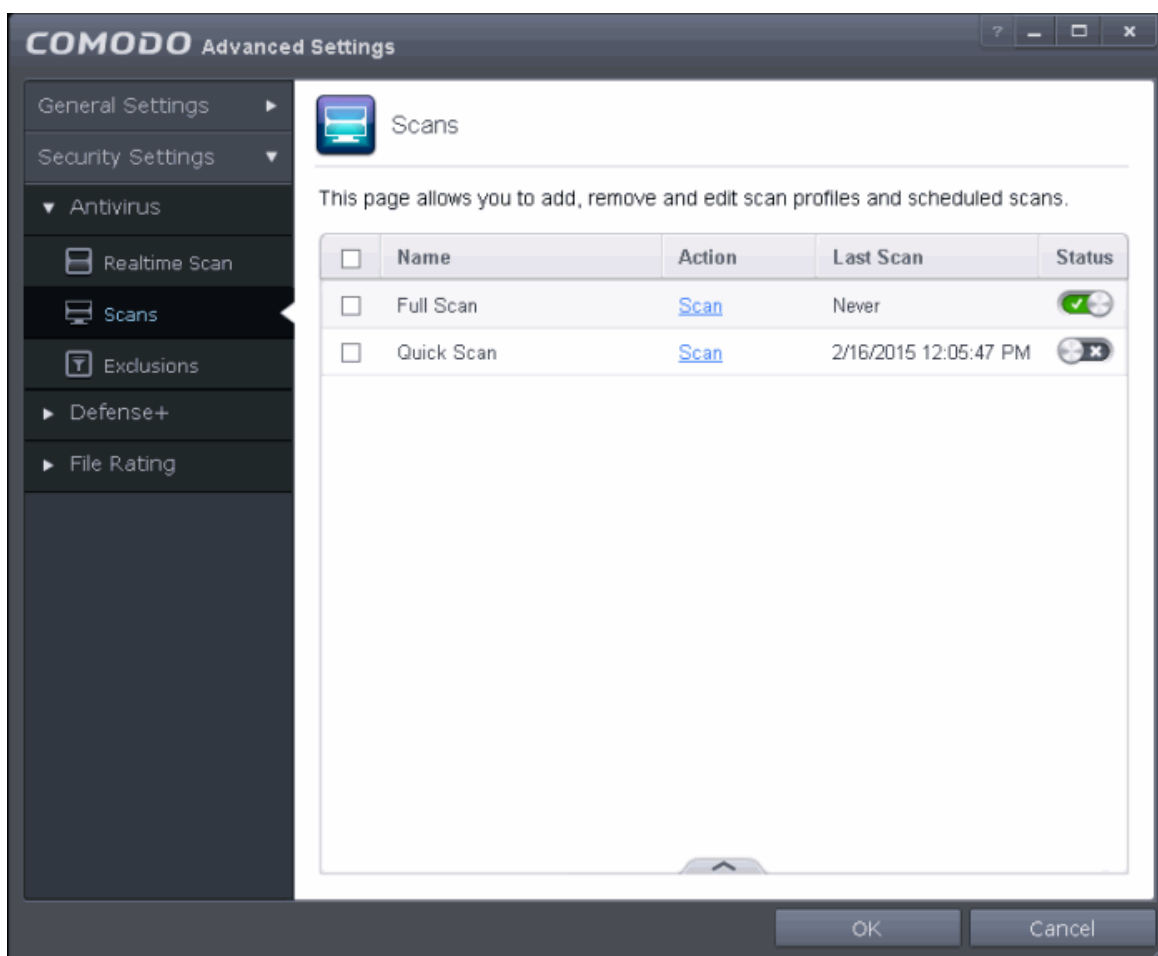 COMODO Advanced Settings
General Settings
Security Settings
Antivirus
Realtime Scan
Scans
Exclusions
Defense+
File Rating
Scans
This page allows you to add, remove and edit scan profiles and scheduled scans.
Name Action Last Scan Status
Full Scan Scan Never
Quick Scan Scan 2/16/2015 12:05:47 PM
OK Cancel